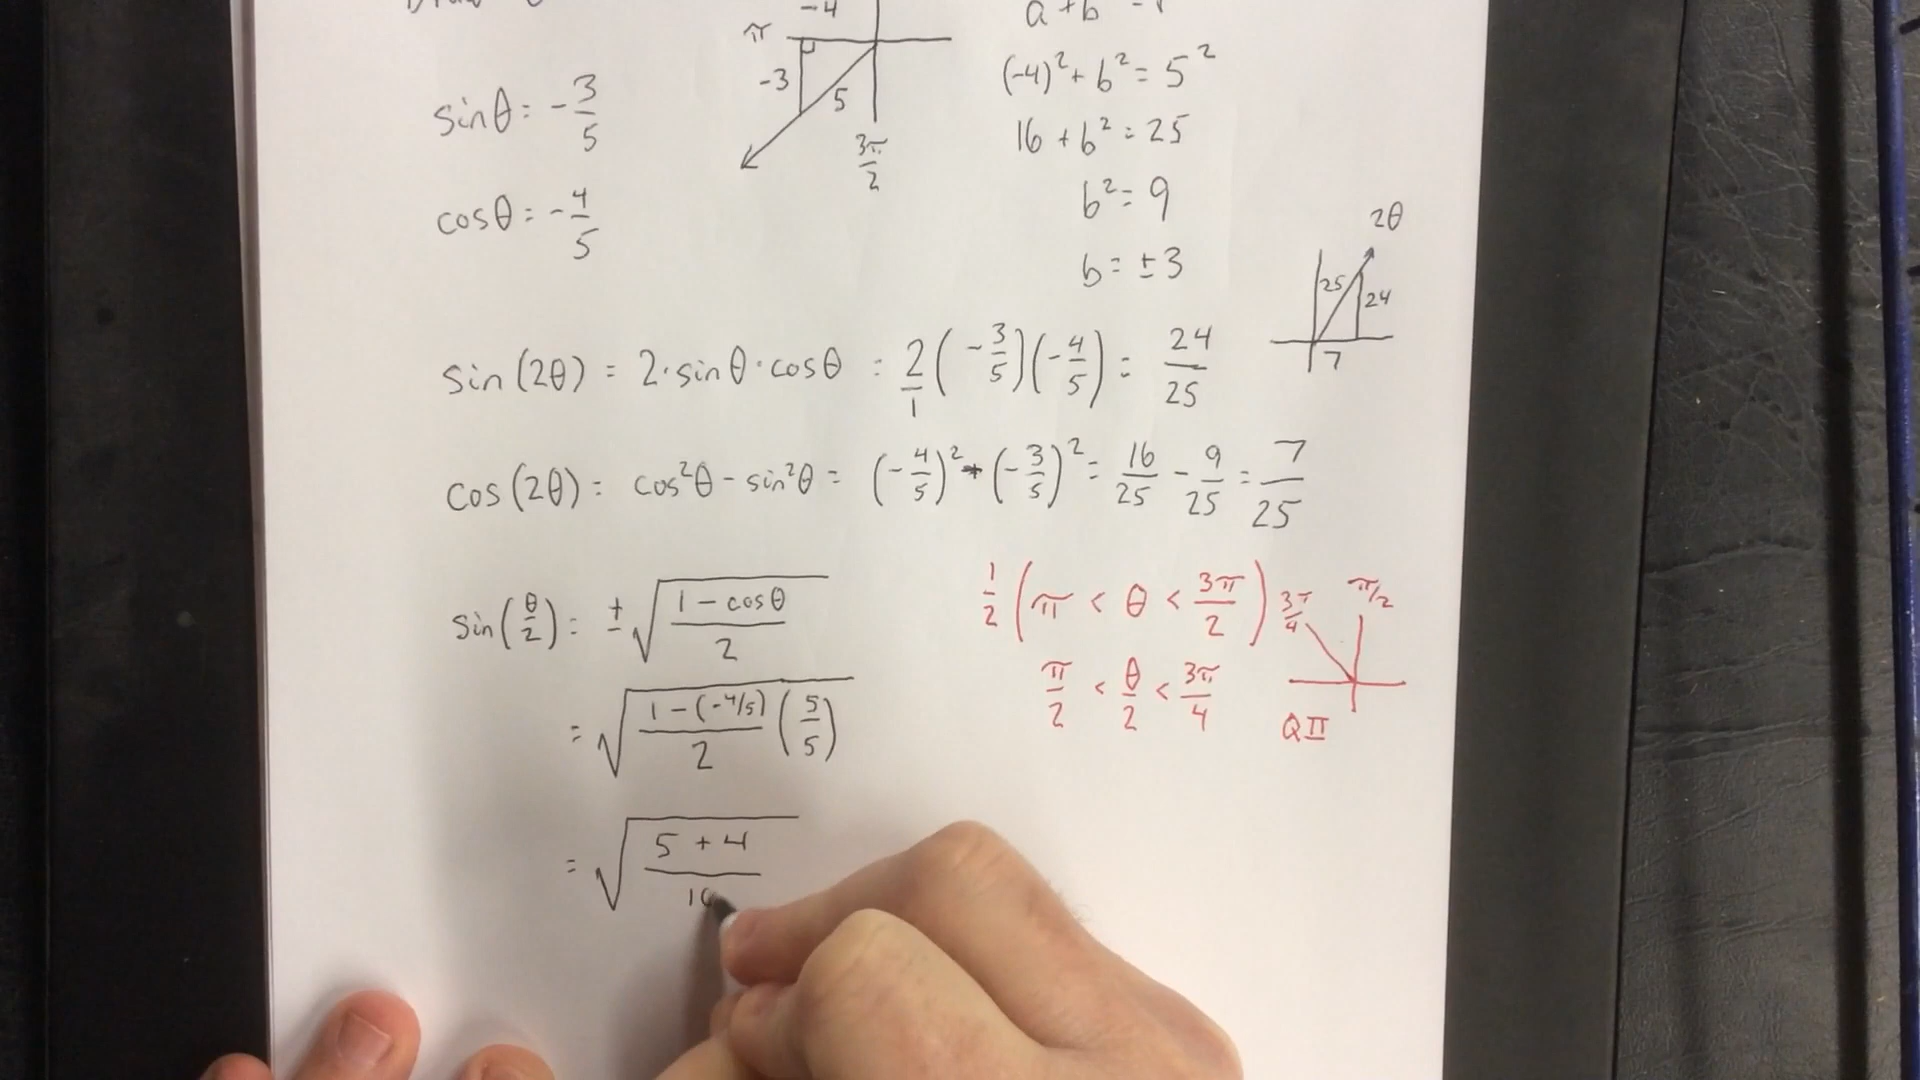 -4
π
-3
5
3π/2
sinθ = -3/5
cosθ = -4/5
(-4)² + b² = 5²
16 + b² = 25
b² = 9
b = ±3
2θ
25
24
7
sin(2θ) = 2·sinθ·cosθ = 2/1(-3/5)(-4/5) = 24/25
cos(2θ) = cos²θ - sin²θ = (-4/5)² - (-3/5)² = 16/25 - 9/25 = 7/25
sin(θ/2) = ±√((1 - cosθ)/2)
= √((1-(-4/5))/2 (5/5))
= √((5 + 4)/10)
1/2(π < θ < 3π/2)
π/2 < θ/2 < 3π/4
3π/4
π/2
QII